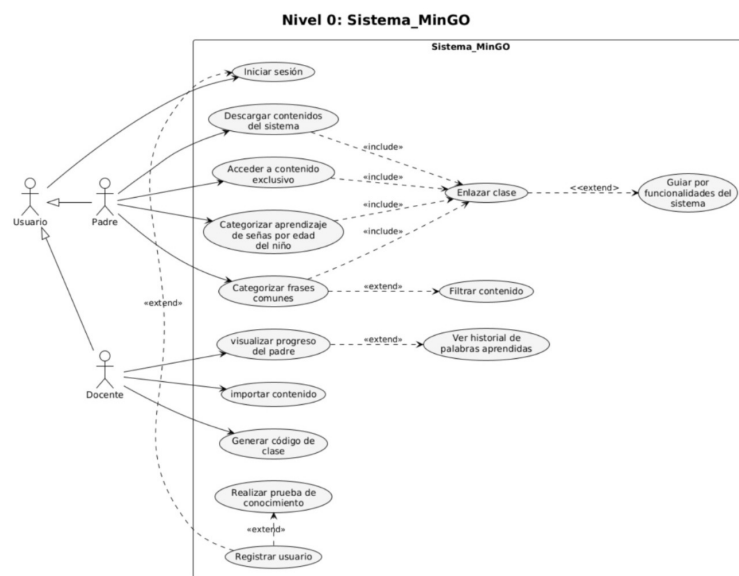 Nivel 0: Sistema_MinGO
Sistema_MinGO
Iniciar sesión
Descargar contenidos
del sistema
«include»
Acceder a contenido
exclusivo
«include»
Enlazar clase
<<extend>>
Guiar por
funcionalidades del
sistema
Usuario
Padre
Categorizar aprendizaje
de señas por edad
del niño
«include»
«include»
Categorizar frases
comunes
«extend»
Filtrar contenido
«extend»
visualizar progreso
del padre
«extend»
Ver historial de
palabras aprendidas
Docente
importar contenido
Generar código de
clase
Realizar prueba de
conocimiento
«extend»
Registrar usuario